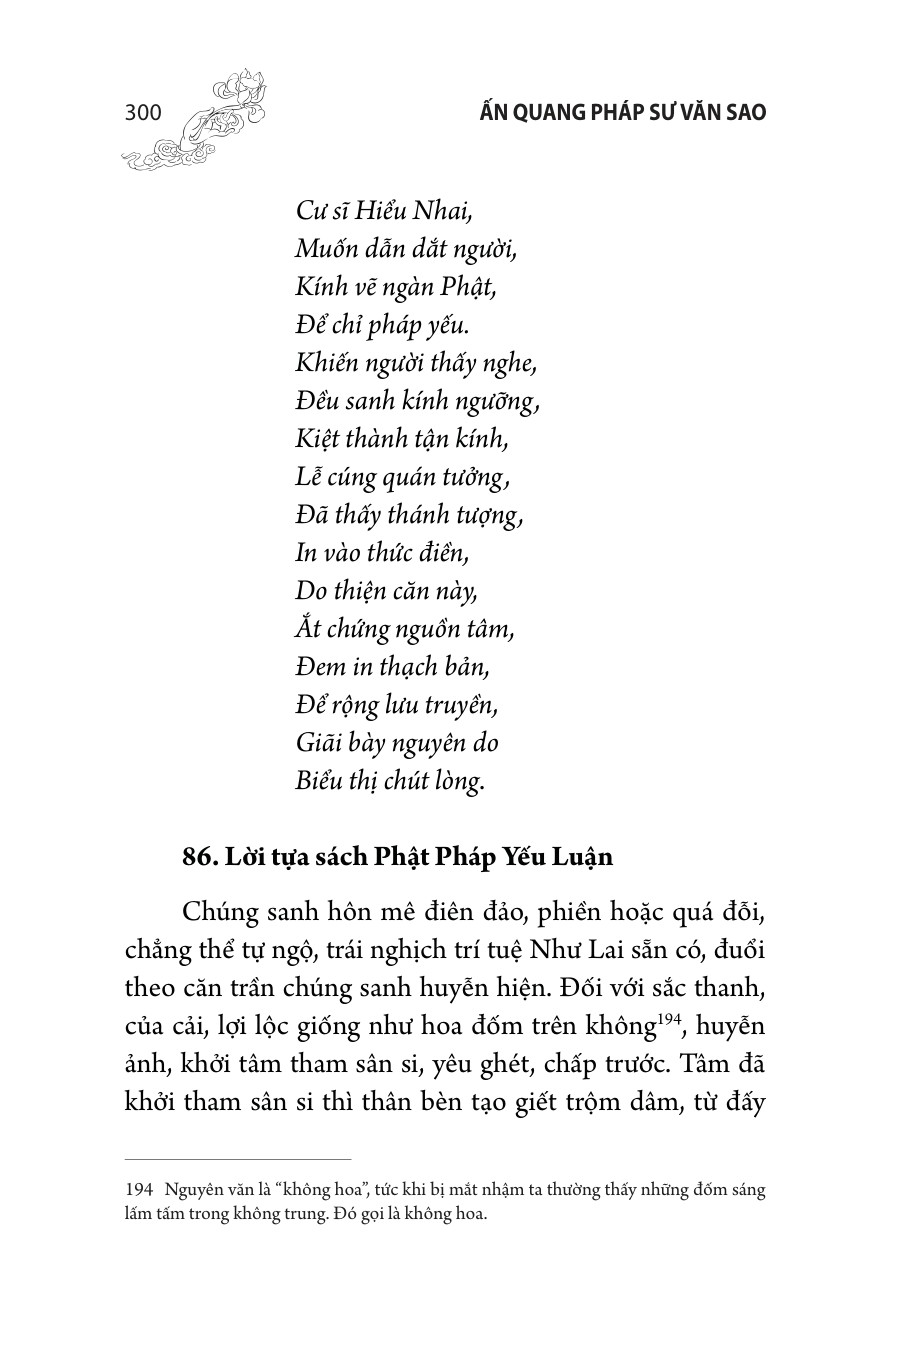 300
ẤN QUANG PHÁP SƯ VĂN SAO
Cư sĩ Hiểu Nhai,
Muốn dẫn dắt người,
Kính vẽ ngàn Phật,
Để chỉ pháp yếu.
Khiến người thấy nghe,
Đều sanh kính ngưỡng,
Kiệt thành tận kính,
Lễ cúng quán tưởng,
Đã thấy thánh tượng,
In vào thức điền,
Do thiện căn này,
Ắt chứng nguồn tâm,
Đem in thạch bản,
Để rộng lưu truyền,
Giãi bày nguyên do
Biểu thị chút lòng.
86. Lời tựa sách Phật Pháp Yếu Luận
Chúng sanh hôn mê điên đảo, phiền hoặc quá đỗi,
chẳng thể tự ngộ, trái nghịch trí tuệ Như Lai sẵn có, đuổi
theo căn trần chúng sanh huyễn hiện. Đối với sắc thanh,
của cải, lợi lộc giống như hoa đốm trên không194, huyễn
ảnh, khởi tâm tham sân si, yêu ghét, chấp trước. Tâm đã
khởi tham sân si thì thân bèn tạo giết trộm dâm, từ đấy
194 Nguyên văn là “không hoa”, tức khi bị mắt nhậm ta thường thấy những đốm sáng
lấm tấm trong không trung. Đó gọi là không hoa.